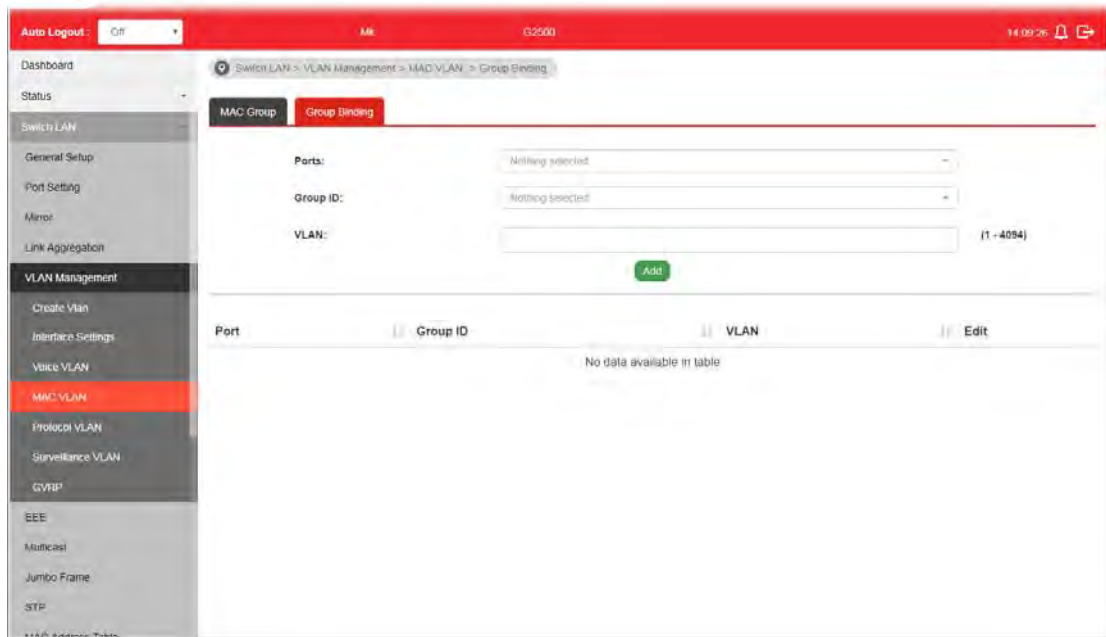 Auto Logout : Off
G2500
14:09:26
Dashboard
Status
Switch LAN
General Setup
Port Setting
Mirror
Link Aggregation
VLAN Management
Create Vlan
Interface Settings
Voice VLAN
MAC VLAN
Protocol VLAN
Surveillance VLAN
GVRP
EEE
Multicast
Jumbo Frame
STP
MAC Address Table
Switch LAN > VLAN Management > MAC VLAN > Group Binding
MAC Group Group Binding
Ports: Nothing selected
Group ID: Nothing selected
VLAN: (1 - 4094)
Add
Port Group ID VLAN Edit
No data available in table